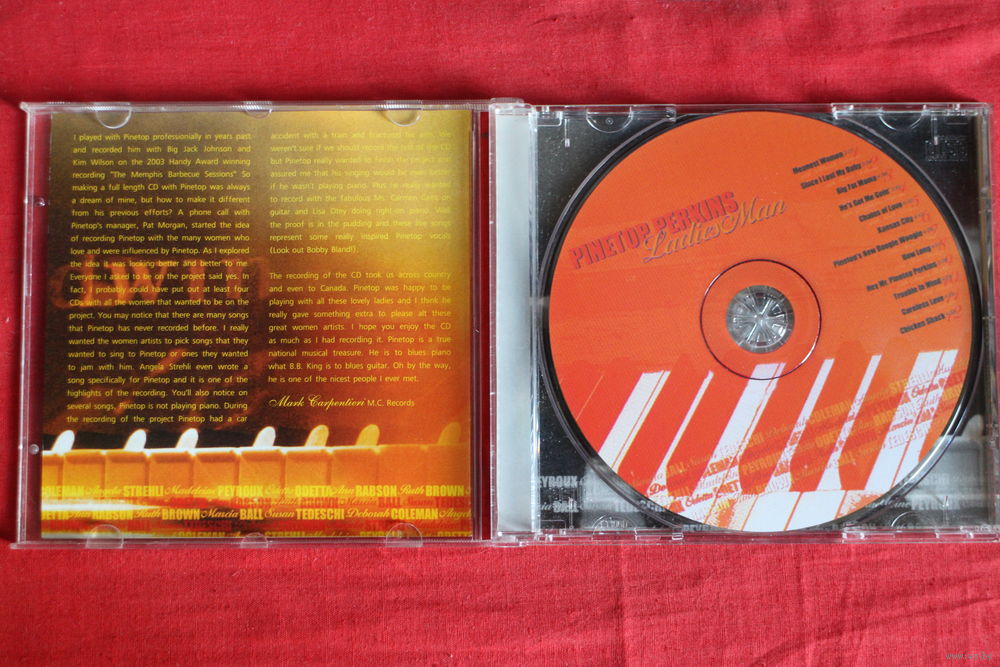 I played with Pinetop professionally in years past
and recorded him with Big Jack Johnson and
Kim Wilson on the 2003 Handy Award winning
recording "The Memphis Barbecue Sessions" So
making a full length CD with Pinetop was always
a dream of mine, but how to make it different
from his previous efforts? A phone call with
Pinetop's manager, Pat Morgan, started the idea
of recording Pinetop with the many women who
love and were influenced by Pinetop. As I explored
the idea it was looking better and better to me.
Everyone I asked to be on the project said yes. In
fact, I probably could have put out at least four
CDs with all the women that wanted to be on the
project. You may notice that there are many songs
that Pinetop has never recorded before. I really
wanted the women artists to pick songs that they
wanted to sing to Pinetop or ones they wanted
to jam with him. Angela Strehli even wrote a
song specifically for Pinetop and it is one of the
highlights of the recording. You'll also notice on
several songs, Pinetop is not playing piano. During
the recording of the project Pinetop had a car
accident with a train and fractured his arm. We
weren't sure if we should record the rest of the CD
but Pinetop really wanted to finish the project and
assured me that his singing would be even better
if he wasn't playing piano. Plus he really wanted
to record with the fabulous Ms. Carmen Getit on
guitar and Lisa Otey doing right on piano. Well
the proof is in the pudding and these live songs
represent some really inspired Pinetop vocals
(Look out Bobby Bland!).
The recording of the CD took us across country
and even to Canada. Pinetop was happy to be
playing with all these lovely ladies and I think he
really gave something extra to please all these
great women artists. I hope you enjoy the CD
as much as I had recording it. Pinetop is a true
national musical treasure. He is to blues piano
what B.B. King is to blues guitar. Oh by the way,
he is one of the nicest people I ever met.
Mark Carpentieri M.C. Records
COLEMAN Angela STREHLI Madeleine PEYROUX ODETTE Ann RABSON Ruth BROWN
Ann RABSON Ruth BROWN Marcia BALL Susan TEDESCHI Deborah COLEMAN Angela
PINETOP PERKINS
Ladies Man
Meanest Woman
Since I Lost My Baby
Big Fat Mama
He's Got Me Goin'
Chains of Love
Kansas City
Pinetop's New Boogie Woogie
How Long
Hey Mr. Pinetop Perkins
Trouble in Mind
Careless Love
Chicken Shack